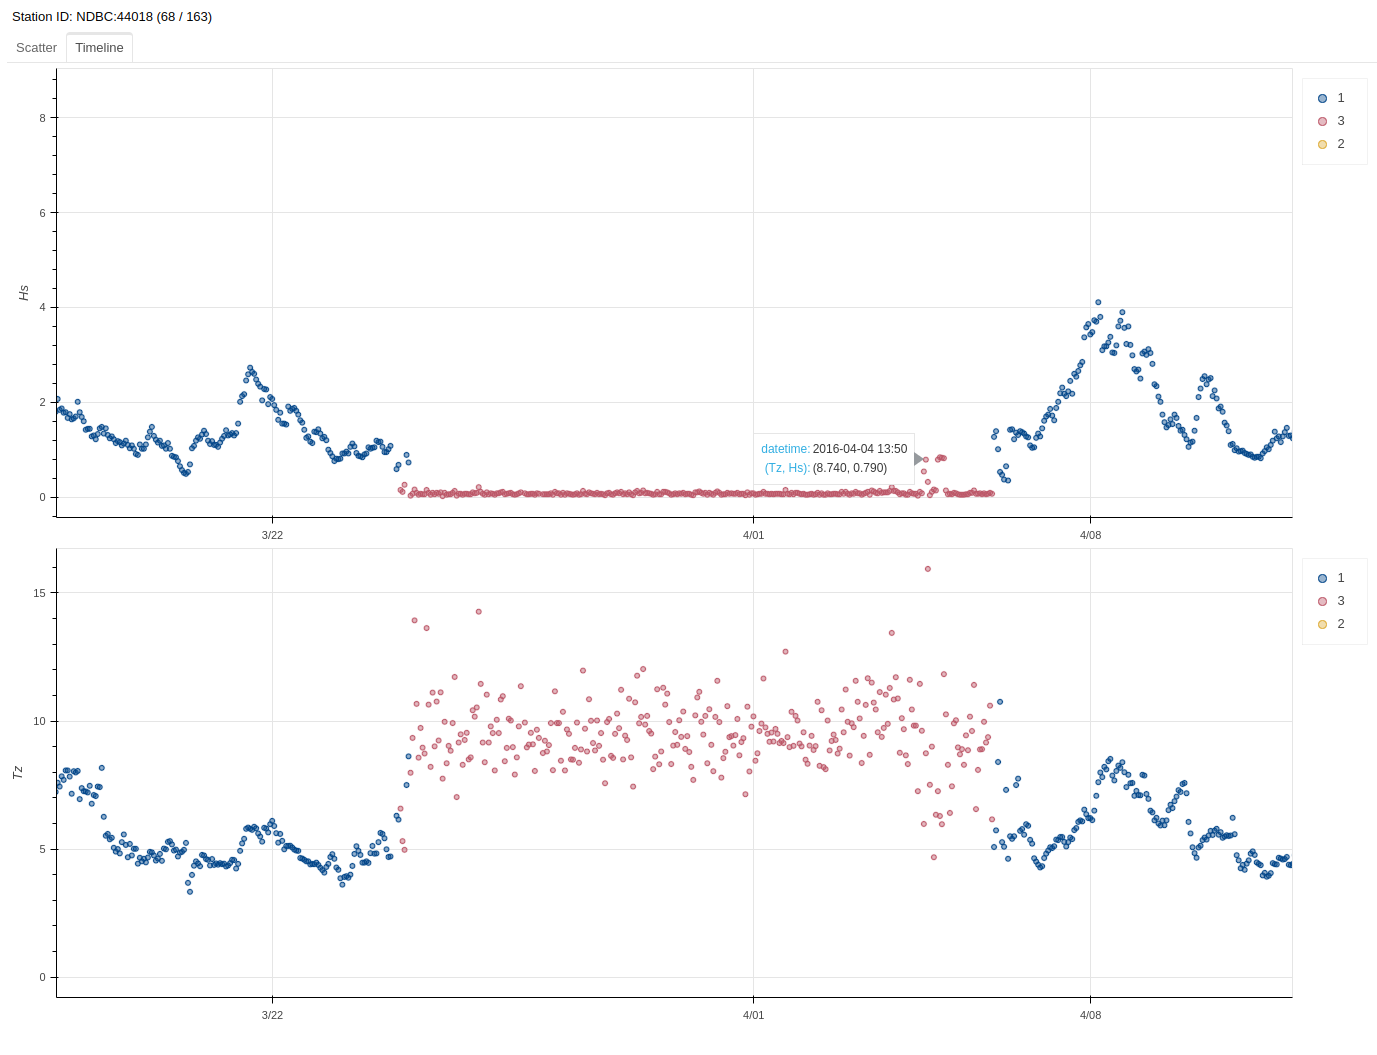 Station ID: NDBC:44018 (68 / 163)
Scatter Timeline
8
6
4
2
0
Hs
datetime: 2016-04-04 13:50
(Tz, Hs): (8.740, 0.790)
3/22 4/01 4/08
1
3
2
15
10
5
0
Tz
3/22 4/01 4/08
1
3
2